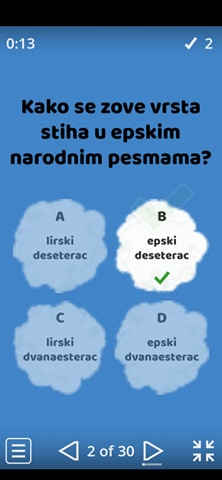 0:13
2
Kako se zove vrsta
stiha u epskim
narodnim pesmama?
A
lirski
deseterac
B
epski
deseterac
C
lirski
dvanaesterac
D
epski
dvanaesterac
2 of 30